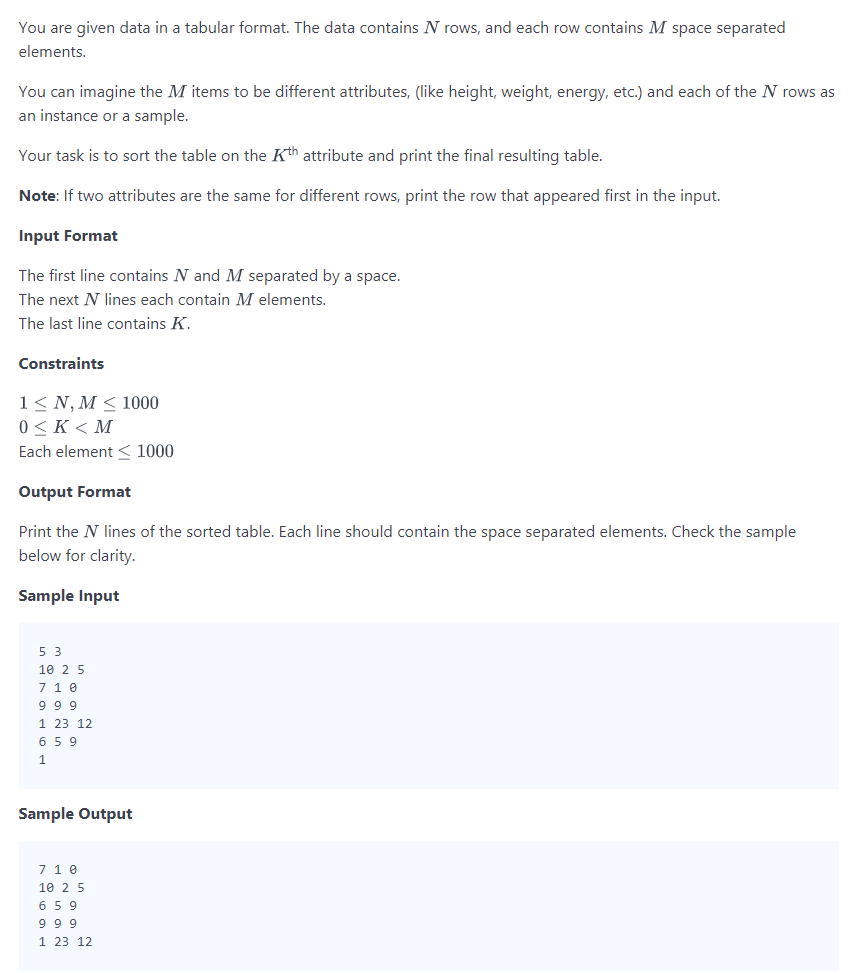 You are given data in a tabular format. The data contains N rows, and each row contains M space separated
elements.
You can imagine the M items to be different attributes, (like height, weight, energy, etc.) and each of the N rows as
an instance or a sample.
Your task is to sort the table on the Kth attribute and print the final resulting table.
Note: If two attributes are the same for different rows, print the row that appeared first in the input.
Input Format
The first line contains N and M separated by a space.
The next N lines each contain M elements.
The last line contains K.
Constraints
1 ≤ N, M ≤ 1000
0 ≤ K < M
Each element ≤ 1000
Output Format
Print the N lines of the sorted table. Each line should contain the space separated elements. Check the sample
below for clarity.
Sample Input
5 3
10 2 5
7 1 0
9 9 9
1 23 12
6 5 9
1
Sample Output
7 1 0
10 2 5
6 5 9
9 9 9
1 23 12